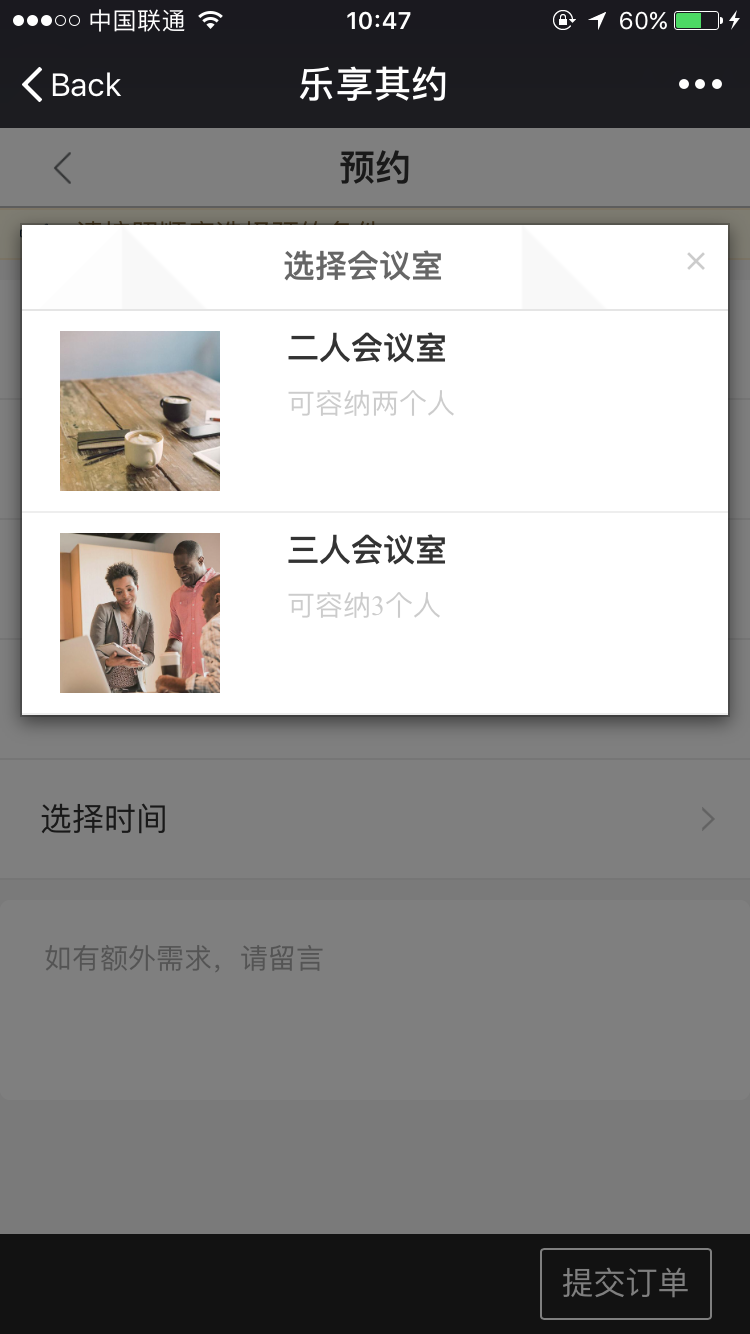 中国联通 10:47 60%
Back 乐享其约
预约
选择会议室
二人会议室
可容纳两个人
三人会议室
可容纳3个人
选择时间
如有额外需求，请留言
提交订单